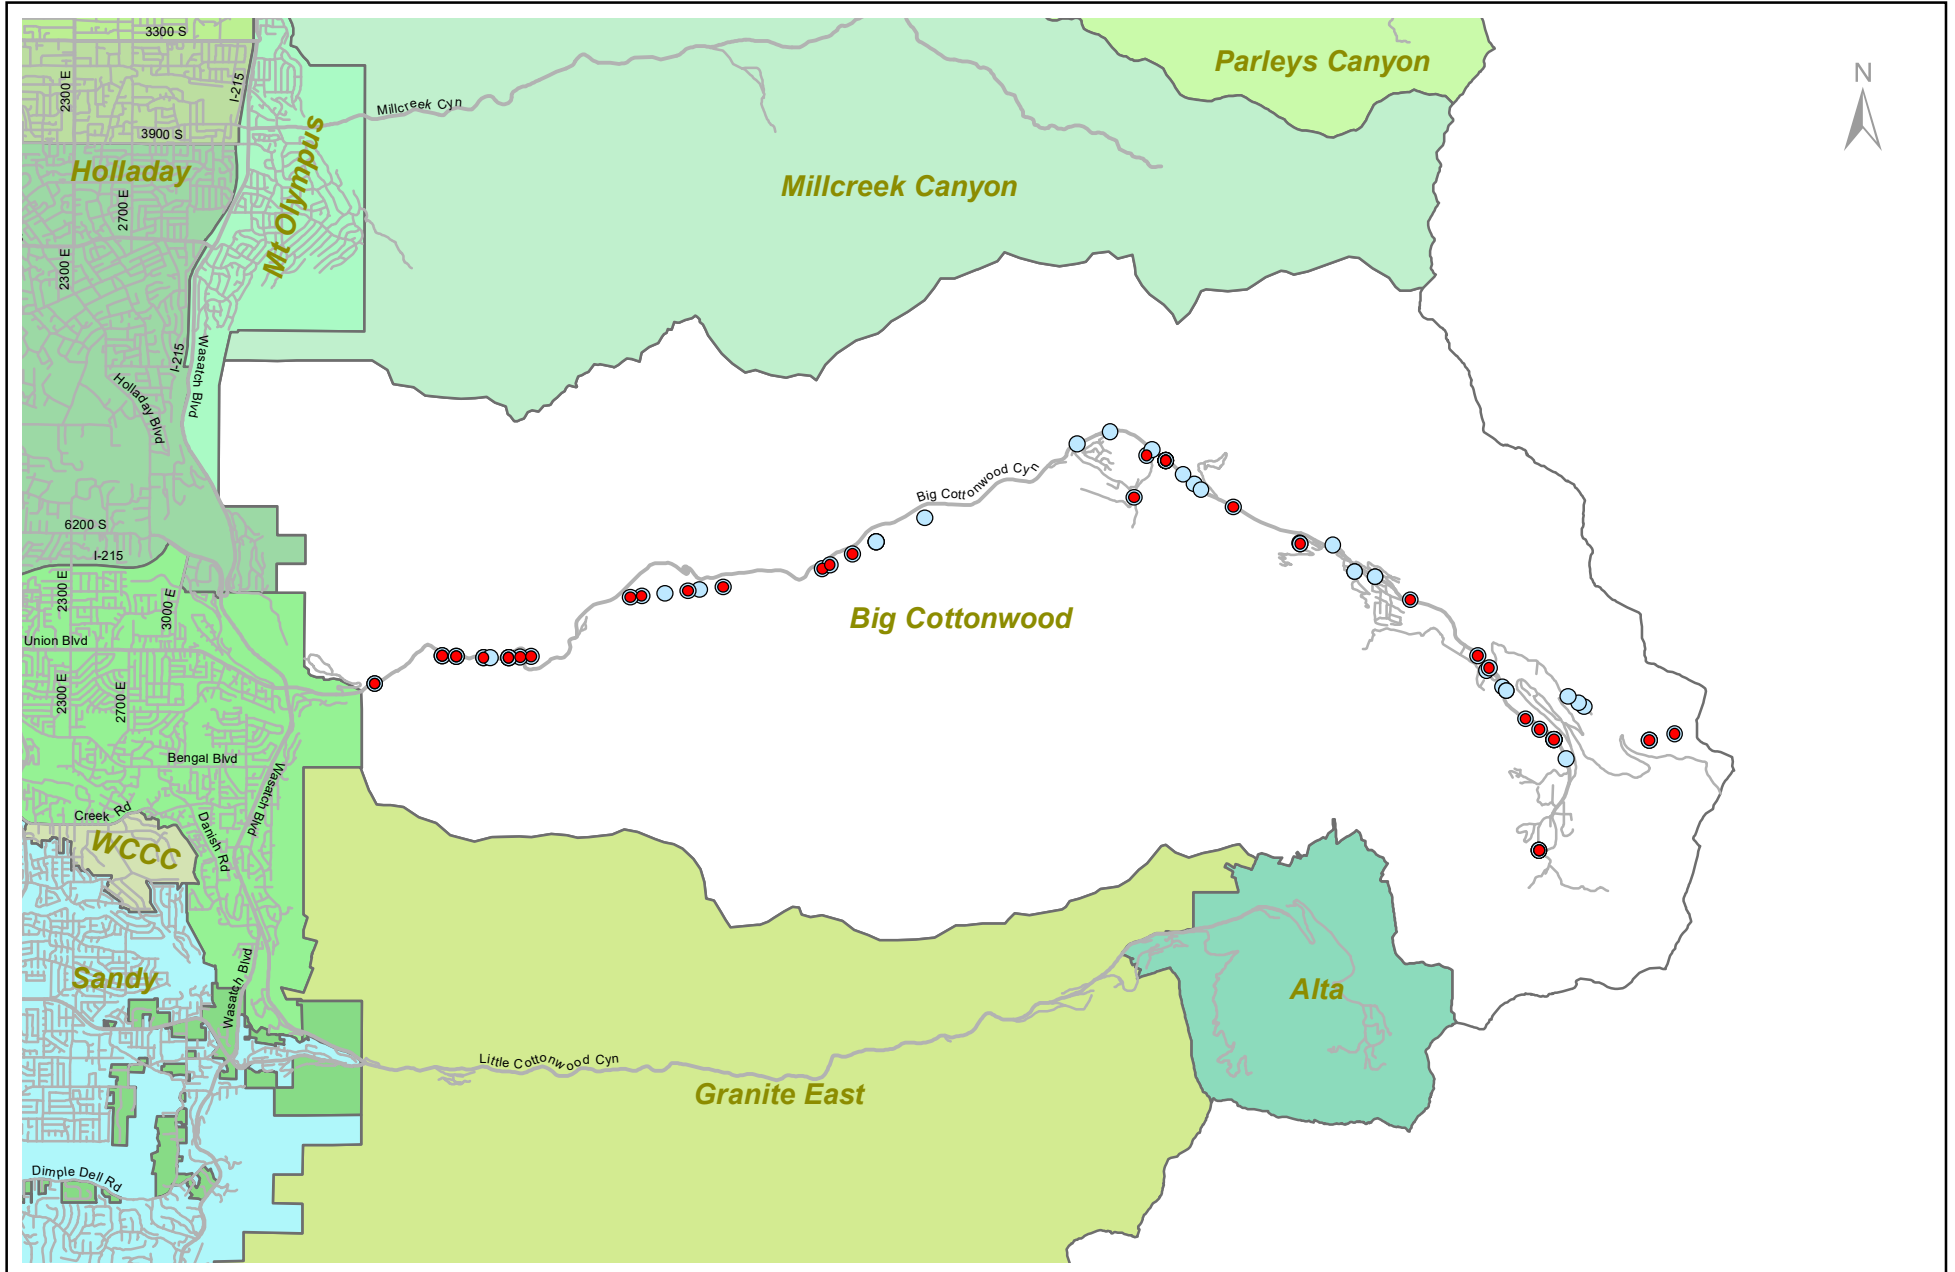 3300 S
Parleys Canyon
N
2300 E
I-215
Millcreek Cyn
3900 S
Holladay
Mt Olympus
Millcreek Canyon
2700 E
2300 E
I-215
Wasatch Blvd
Holladay Blvd
Big Cottonwood Cyn
6200 S
I-215
2300 E
3000 E
Big Cottonwood
Union Blvd
2300 E
2700 E
Bengal Blvd
Wasatch Blvd
Creek Rd
Danish Rd
WCCC
Sandy
Wasatch Blvd
Alta
Little Cottonwood Cyn
Granite East
Dimple Dell Rd